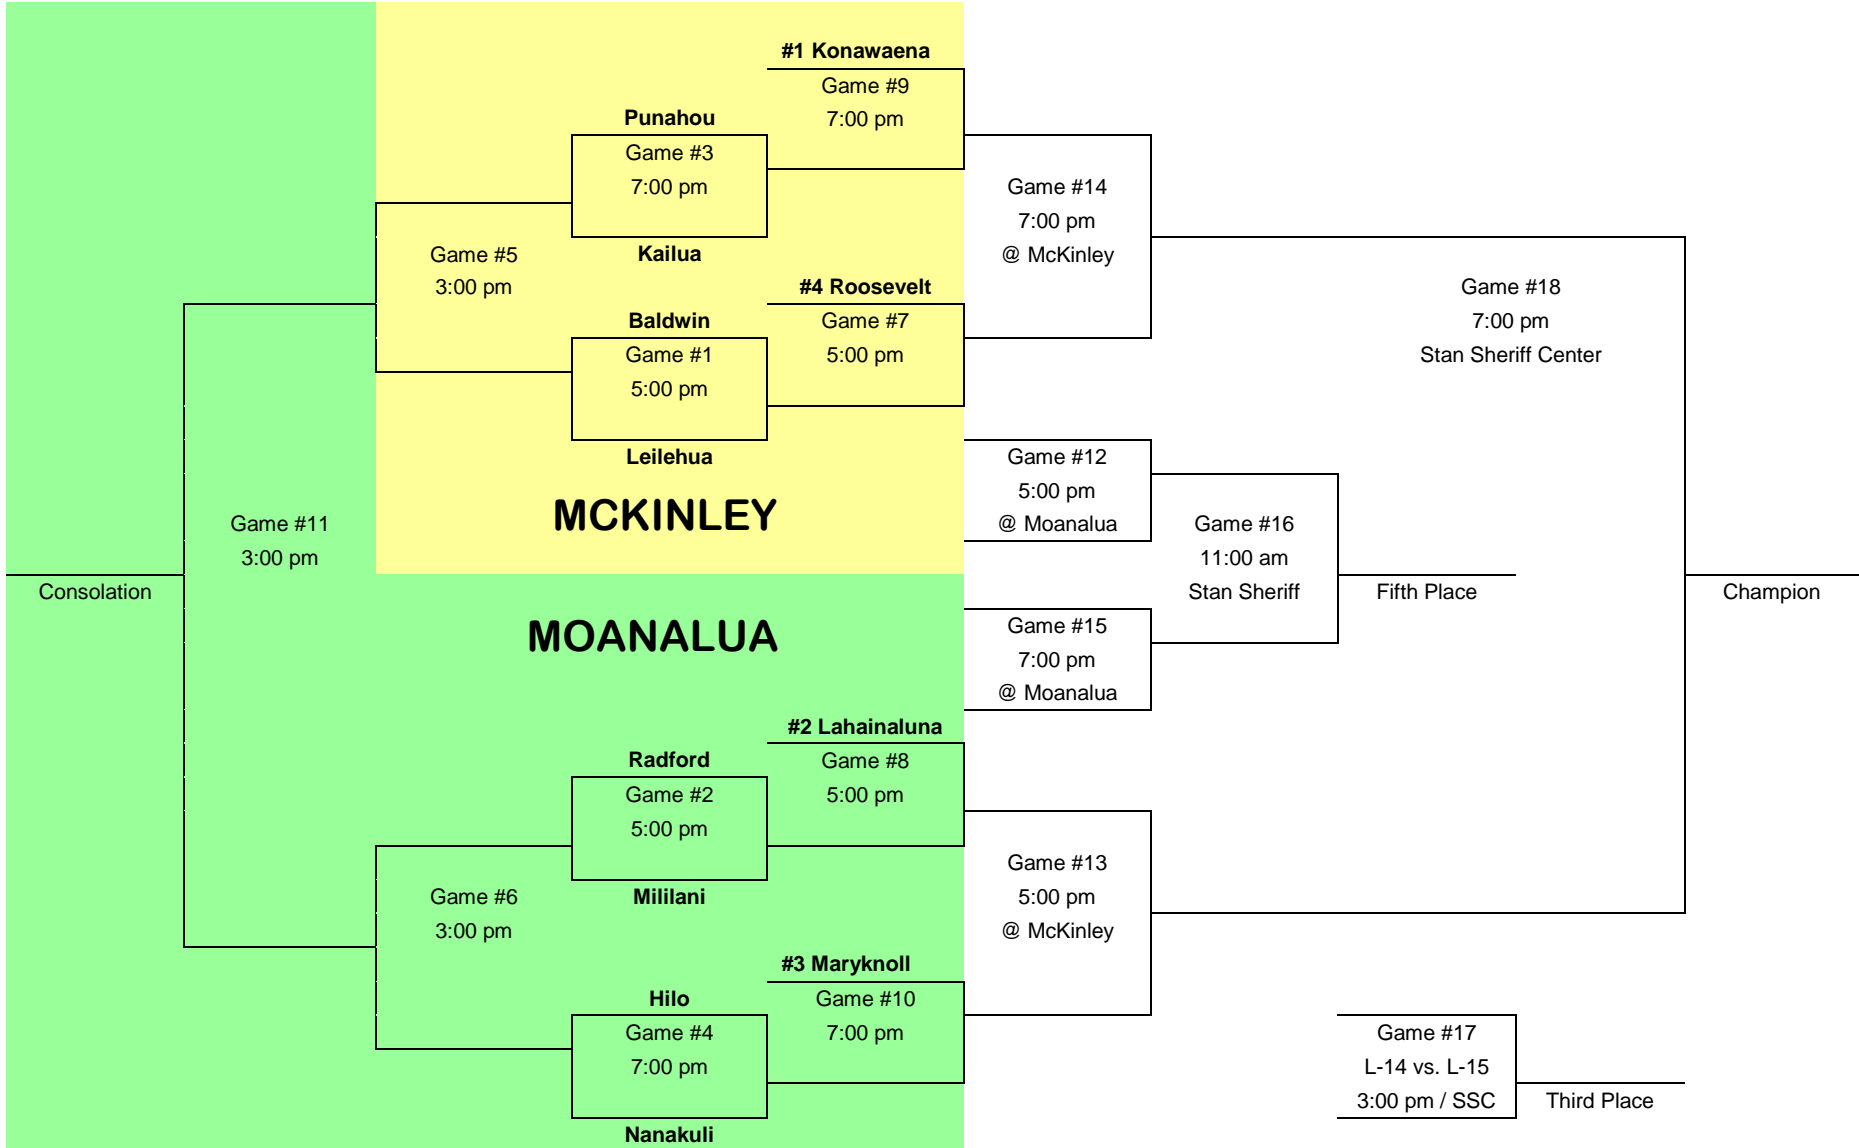 #1 Konawaena
Game #9
7:00 pm
Punahou
Game #3
7:00 pm
Kailua
Game #5
3:00 pm
#4 Roosevelt
Game #7
5:00 pm
Baldwin
Game #1
5:00 pm
Leilehua
Game #14
7:00 pm
@ McKinley
Game #18
7:00 pm
Stan Sheriff Center
MCKINLEY
Game #11
3:00 pm
Consolation
Game #12
5:00 pm
@ Moanalua
Game #16
11:00 am
Stan Sheriff
Fifth Place
Champion
MOANALUA
Game #15
7:00 pm
@ Moanalua
#2 Lahainaluna
Game #8
5:00 pm
Radford
Game #2
5:00 pm
Mililani
Game #6
3:00 pm
Game #13
5:00 pm
@ McKinley
#3 Maryknoll
Game #10
7:00 pm
Hilo
Game #4
7:00 pm
Nanakuli
Game #17
L-14 vs. L-15
3:00 pm / SSC
Third Place